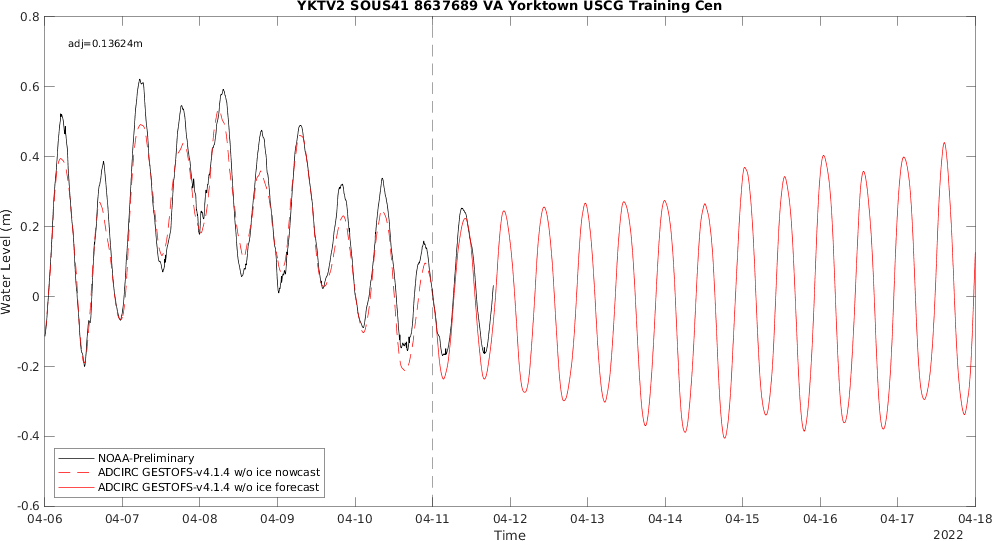 YKTV2 SOUS41 8637689 VA Yorktown USCG Training Cen
adj=0.13624m
Water Level (m)
0.8
0.6
0.4
0.2
0
-0.2
-0.4
-0.6
NOAA-Preliminary
ADCIRC GESTOFS-v4.1.4 w/o ice nowcast
ADCIRC GESTOFS-v4.1.4 w/o ice forecast
04-06 04-07 04-08 04-09 04-10 04-11 04-12 04-13 04-14 04-15 04-16 04-17 04-18
Time
2022